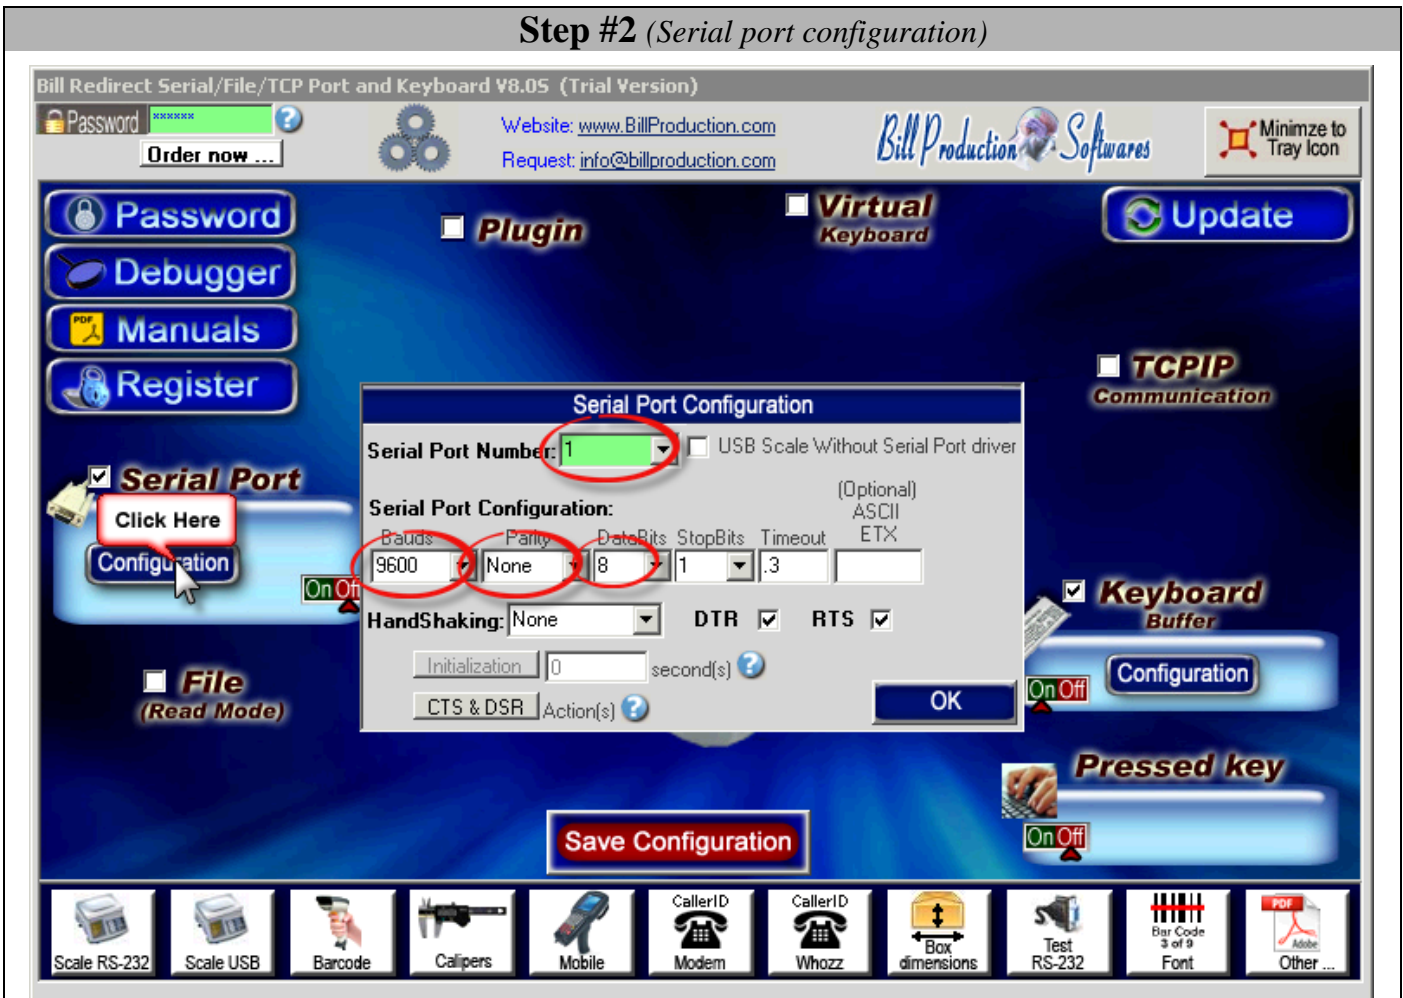 Step #2 (Serial port configuration)
Bill Redirect Serial/File/TCP Port and Keyboard V8.0S (Trial Version)
Password ******
Order now ...
Website: www.BillProduction.com
Request: info@billproduction.com
Bill Production Softwares
Minimze to
Tray Icon
Password
Debugger
Manuals
Register
Plugin
Virtual
Keyboard
Update
TCPIP
Communication
Serial Port
Click Here
Configuration
On Off
File
(Read Mode)
Serial Port Configuration
Serial Port Number: 1 USB Scale Without Serial Port driver
Serial Port Configuration:
(Optional)
ASCII
ETX
Bauds Parity DataBits StopBits Timeout
9600 None 8 1 .3
HandShaking: None DTR RTS
Initialization 0 second(s) ?
CTS & DSR Action(s) ?
OK
Keyboard
Buffer
Configuration
On Off
Pressed key
On Off
Save Configuration
Scale RS-232
Scale USB
Barcode
Calipers
Mobile
CallerID
Modem
CallerID
Whozz
Box
dimensions
Test
RS-232
Bar Code
3 of 9
Font
PDF
Adobe
Other ...